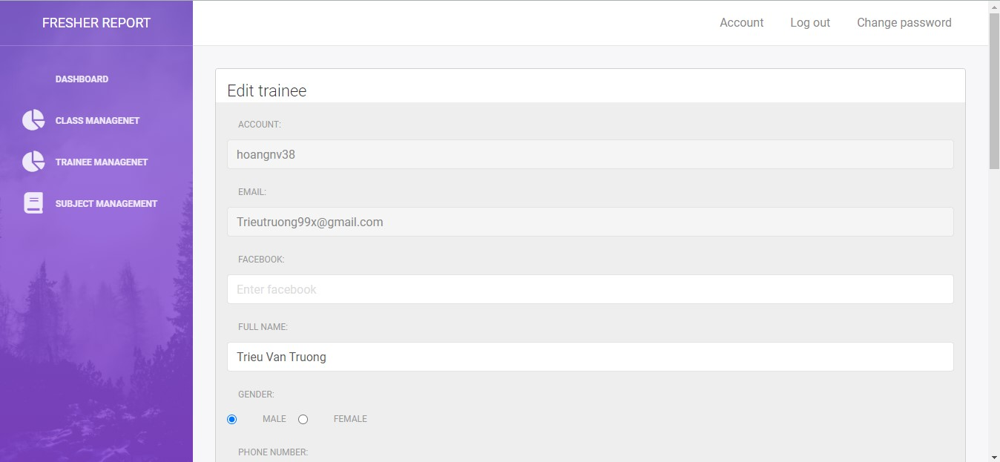 FRESHER REPORT
Account Log out Change password
DASHBOARD
CLASS MANAGENET
TRAINEE MANAGENET
SUBJECT MANAGEMENT
Edit trainee
ACCOUNT:
hoangnv38
EMAIL:
Trieutruong99x@gmail.com
FACEBOOK:
Enter facebook
FULL NAME:
Trieu Van Truong
GENDER:
MALE FEMALE
PHONE NUMBER: